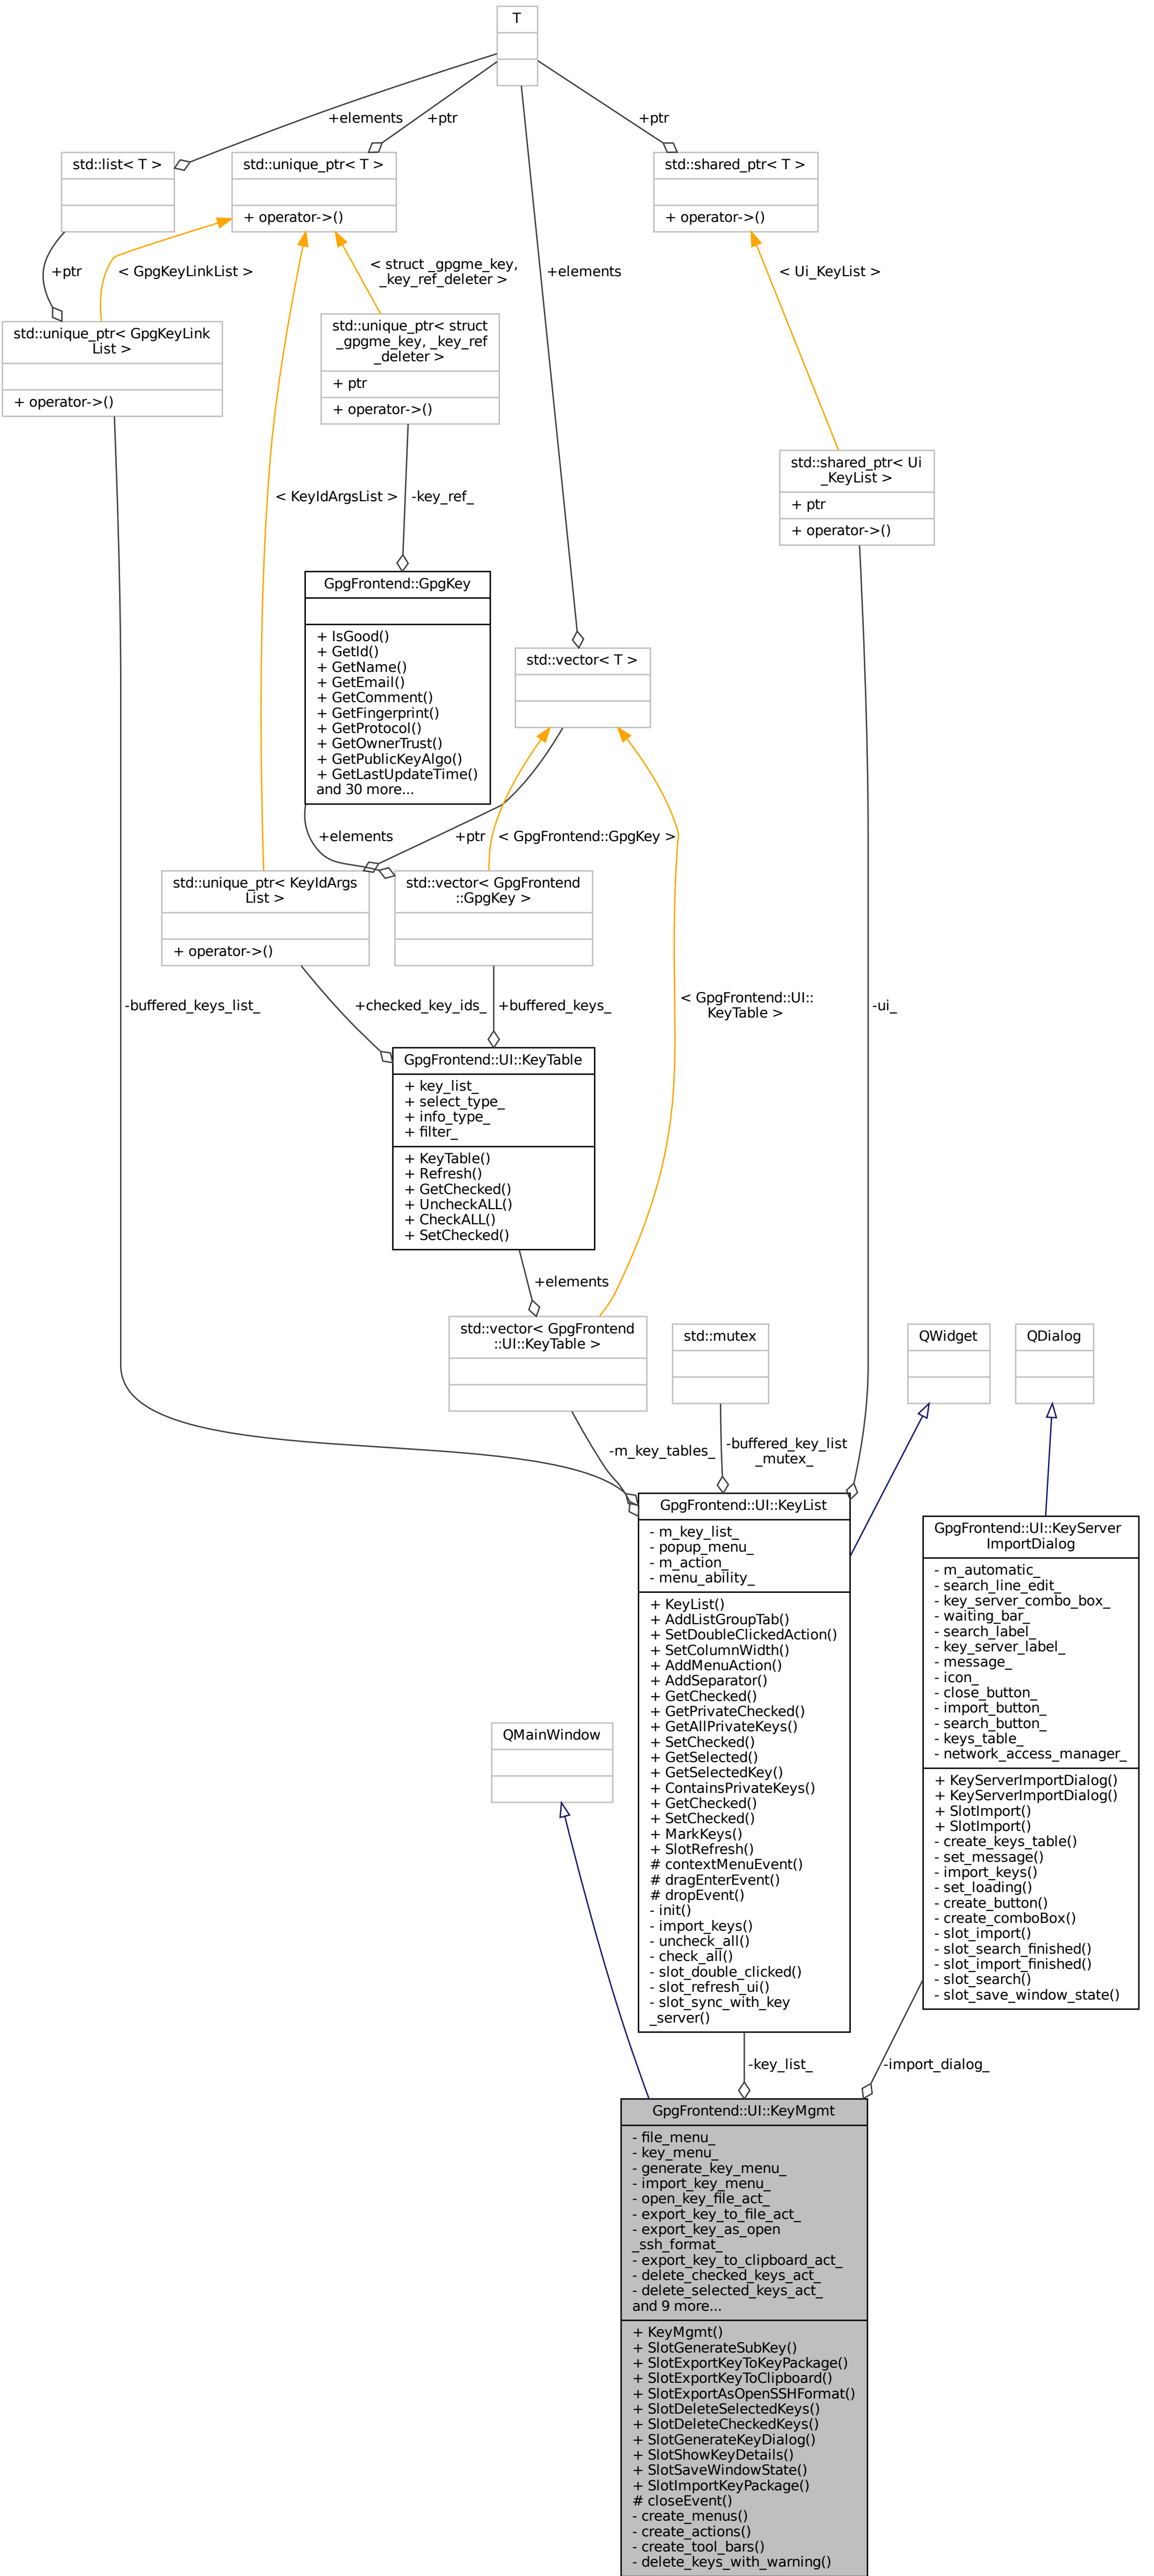 T
+elements
+ptr
+ptr
std::list< T >
std::unique_ptr< T >
+ operator->()
std::shared_ptr< T >
+ operator->()
+ptr
< GpgKeyLinkList >
< struct _gpgme_key,
_key_ref_deleter >
+elements
< Ui_KeyList >
std::unique_ptr< GpgKeyLink
List >
+ operator->()
std::unique_ptr< struct
_gpgme_key, _key_ref
_deleter >
+ ptr
+ operator->()
std::shared_ptr< Ui
_KeyList >
+ ptr
+ operator->()
< KeyIdArgsList >
-key_ref_
GpgFrontend::GpgKey
+ IsGood()
+ GetId()
+ GetName()
+ GetEmail()
+ GetComment()
+ GetFingerprint()
+ GetProtocol()
+ GetOwnerTrust()
+ GetPublicKeyAlgo()
+ GetLastUpdateTime()
and 30 more...
std::vector< T >
+elements
+ptr
< GpgFrontend::GpgKey >
std::unique_ptr< KeyIdArgs
List >
+ operator->()
std::vector< GpgFrontend
::GpgKey >
-buffered_keys_list_
+checked_key_ids_
+buffered_keys_
< GpgFrontend::UI::
KeyTable >
-ui_
GpgFrontend::UI::KeyTable
+ key_list_
+ select_type_
+ info_type_
+ filter_
+ KeyTable()
+ Refresh()
+ GetChecked()
+ UncheckALL()
+ CheckALL()
+ SetChecked()
+elements
std::vector< GpgFrontend
::UI::KeyTable >
std::mutex
QWidget
QDialog
-m_key_tables_
-buffered_key_list
_mutex_
GpgFrontend::UI::KeyList
- m_key_list_
- popup_menu_
- m_action_
- menu_ability_
+ KeyList()
+ AddListGroupTab()
+ SetDoubleClickedAction()
+ SetColumnWidth()
+ AddMenuAction()
+ AddSeparator()
+ GetChecked()
+ GetPrivateChecked()
+ GetAllPrivateKeys()
+ SetChecked()
+ GetSelected()
+ GetSelectedKey()
+ ContainsPrivateKeys()
+ GetChecked()
+ SetChecked()
+ MarkKeys()
+ SlotRefresh()
# contextMenuEvent()
# dragEnterEvent()
# dropEvent()
- init()
- import_keys()
- uncheck_all()
- check_all()
- slot_double_clicked()
- slot_refresh_ui()
- slot_sync_with_key
_server()
GpgFrontend::UI::KeyServer
ImportDialog
- m_automatic_
- search_line_edit_
- key_server_combo_box_
- waiting_bar_
- search_label_
- key_server_label_
- message_
- icon_
- close_button_
- import_button_
- search_button_
- keys_table_
- network_access_manager_
+ KeyServerImportDialog()
+ KeyServerImportDialog()
+ SlotImport()
+ SlotImport()
- create_keys_table()
- set_message()
- import_keys()
- set_loading()
- create_button()
- create_comboBox()
- slot_import()
- slot_search_finished()
- slot_import_finished()
- slot_search()
- slot_save_window_state()
QMainWindow
-key_list_
-import_dialog_
GpgFrontend::UI::KeyMgmt
- file_menu_
- key_menu_
- generate_key_menu_
- import_key_menu_
- open_key_file_act_
- export_key_to_file_act_
- export_key_as_open
_ssh_format_
- export_key_to_clipboard_act_
- delete_checked_keys_act_
- delete_selected_keys_act_
and 9 more...
+ KeyMgmt()
+ SlotGenerateSubKey()
+ SlotExportKeyToKeyPackage()
+ SlotExportKeyToClipboard()
+ SlotExportAsOpenSSHFormat()
+ SlotDeleteSelectedKeys()
+ SlotDeleteCheckedKeys()
+ SlotGenerateKeyDialog()
+ SlotShowKeyDetails()
+ SlotSaveWindowState()
+ SlotImportKeyPackage()
# closeEvent()
- create_menus()
- create_actions()
- create_tool_bars()
- delete_keys_with_warning()